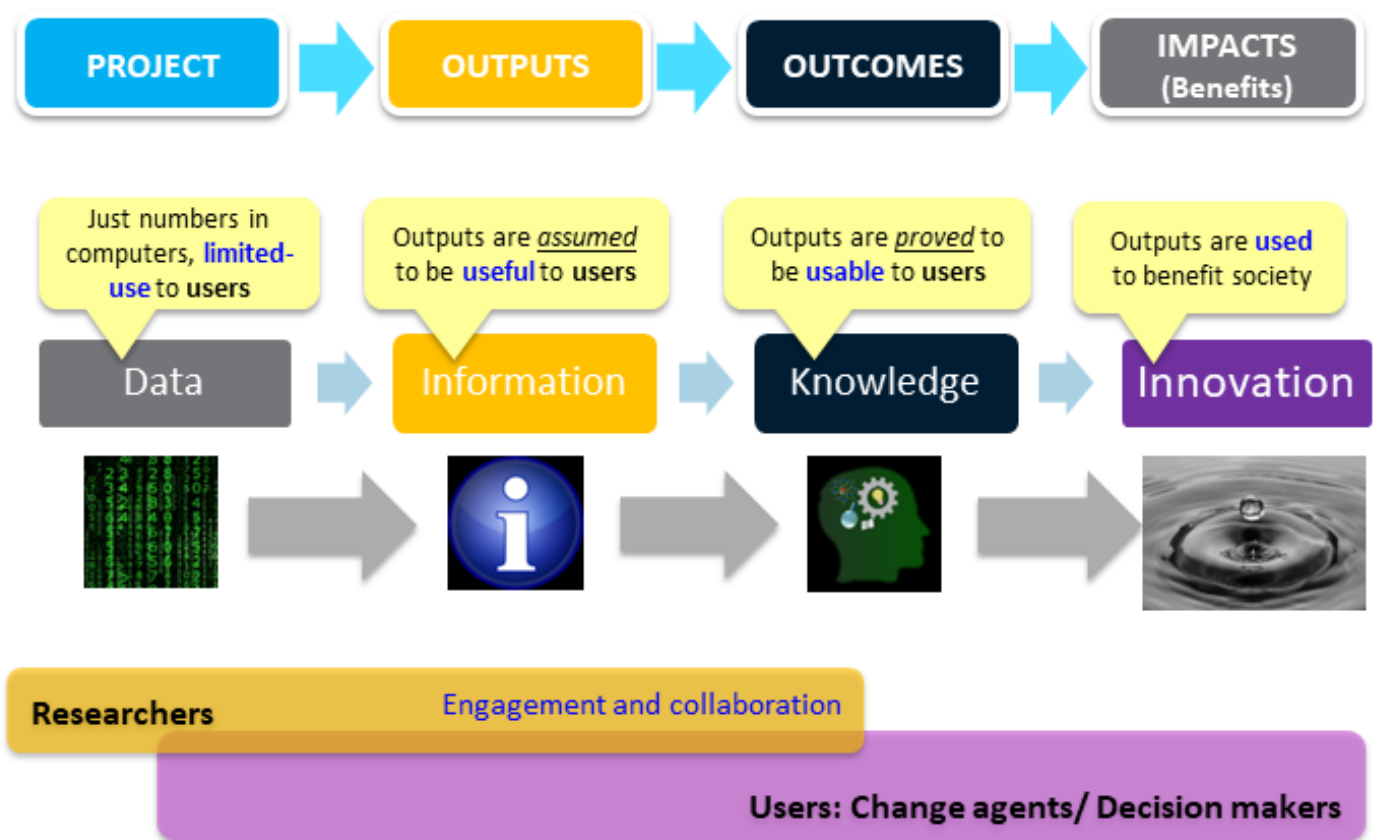 PROJECT
OUTPUTS
OUTCOMES
IMPACTS
(Benefits)
Just numbers in
computers, limited-
use to users
Outputs are assumed
to be useful to users
Outputs are proved to
be usable to users
Outputs are used
to benefit society
Data
Information
Knowledge
Innovation
i
Researchers
Engagement and collaboration
Users: Change agents/ Decision makers